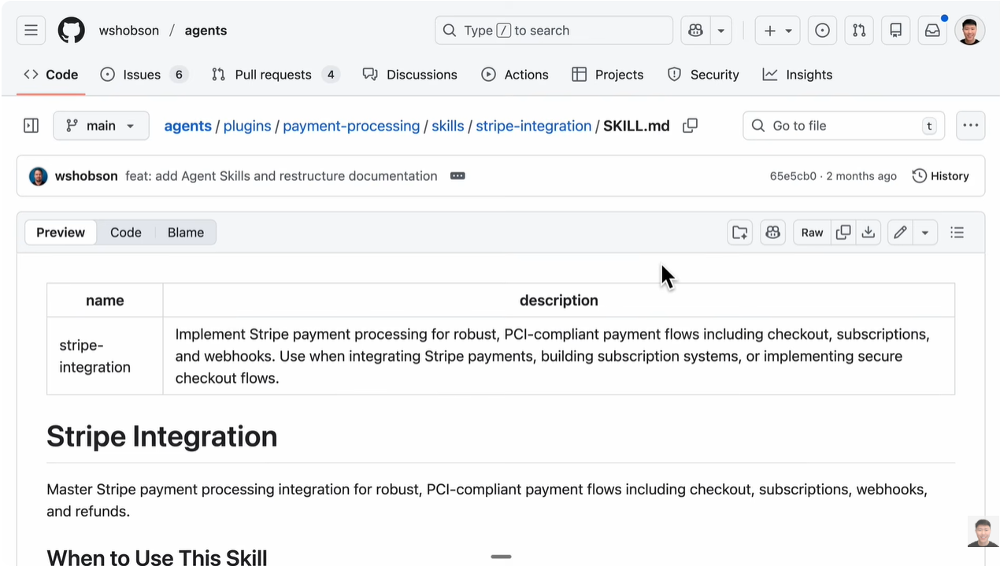 wshobson / agents
Type / to search
Code
Issues 6
Pull requests 4
Discussions
Actions
Projects
Security
Insights
main
agents / plugins / payment-processing / skills / stripe-integration / SKILL.md
Go to file
t
wshobson feat: add Agent Skills and restructure documentation
65e5cb0 · 2 months ago
History
Preview
Code
Blame
Raw
name
description
stripe-
integration
Implement Stripe payment processing for robust, PCI-compliant payment flows including checkout, subscriptions,
and webhooks. Use when integrating Stripe payments, building subscription systems, or implementing secure
checkout flows.
Stripe Integration
Master Stripe payment processing integration for robust, PCI-compliant payment flows including checkout, subscriptions, webhooks,
and refunds.
When to Use This Skill